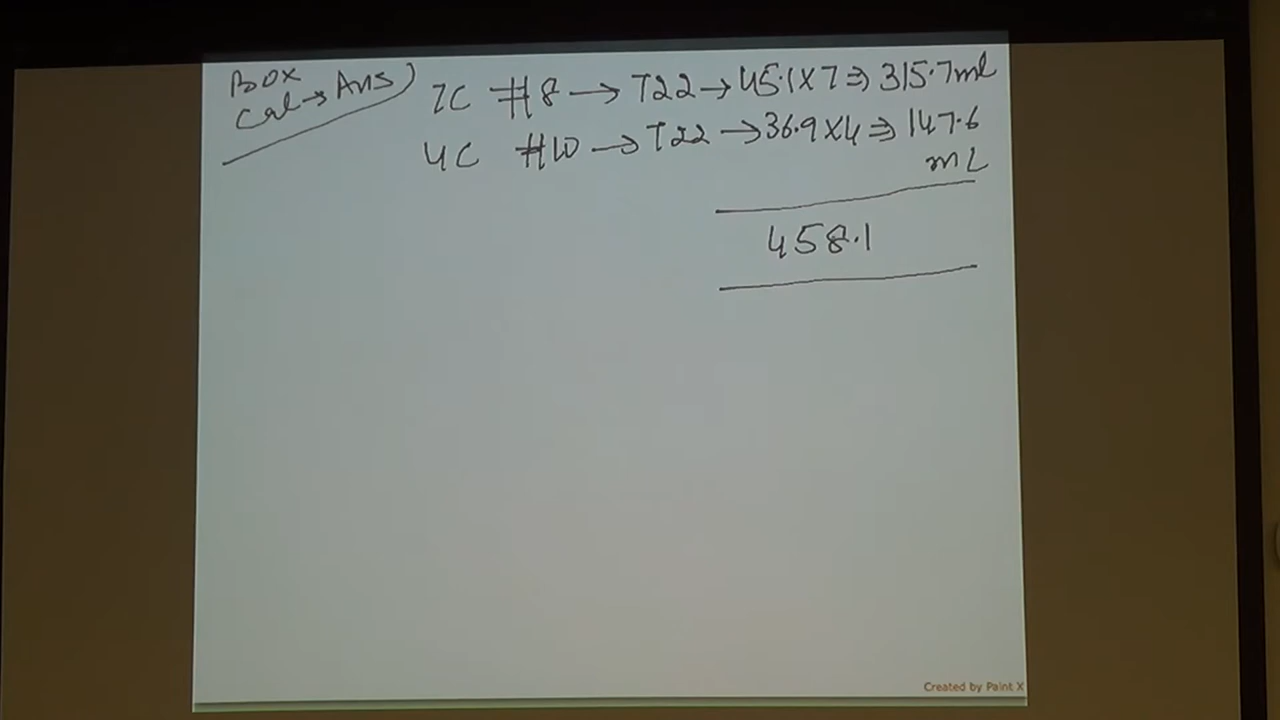 Box
Cal → Ans)
7C #8 → T22 → 45.1 X 7 ⇒ 315.7ml
4C #10 → T22 → 36.9 X 4 ⇒ 147.6
mL
458.1
Created by Paint X